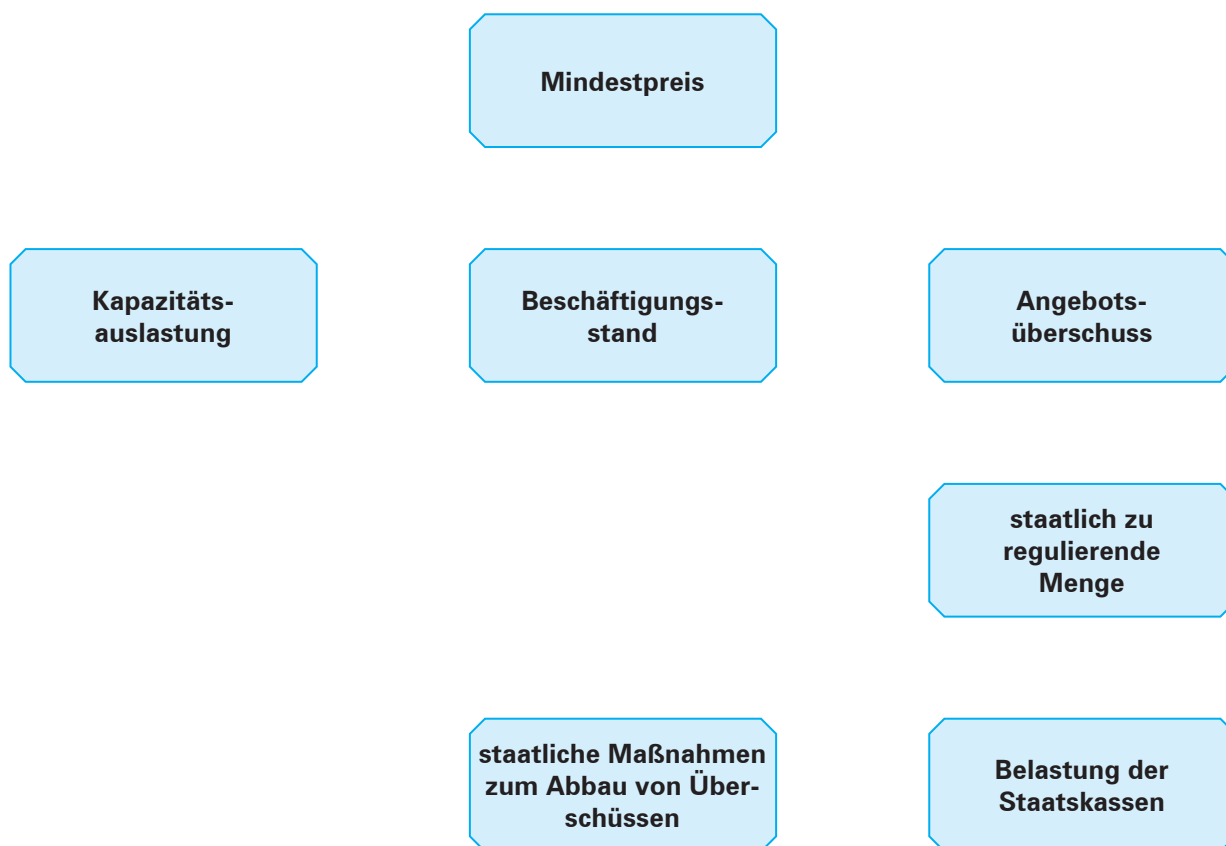 Mindestpreis
Kapazitäts-
auslastung
Beschäftigungs-
stand
Angebots-
überschuss
staatlich zu
regulierende
Menge
staatliche Maßnahmen
zum Abbau von Über-
schüssen
Belastung der
Staatskassen